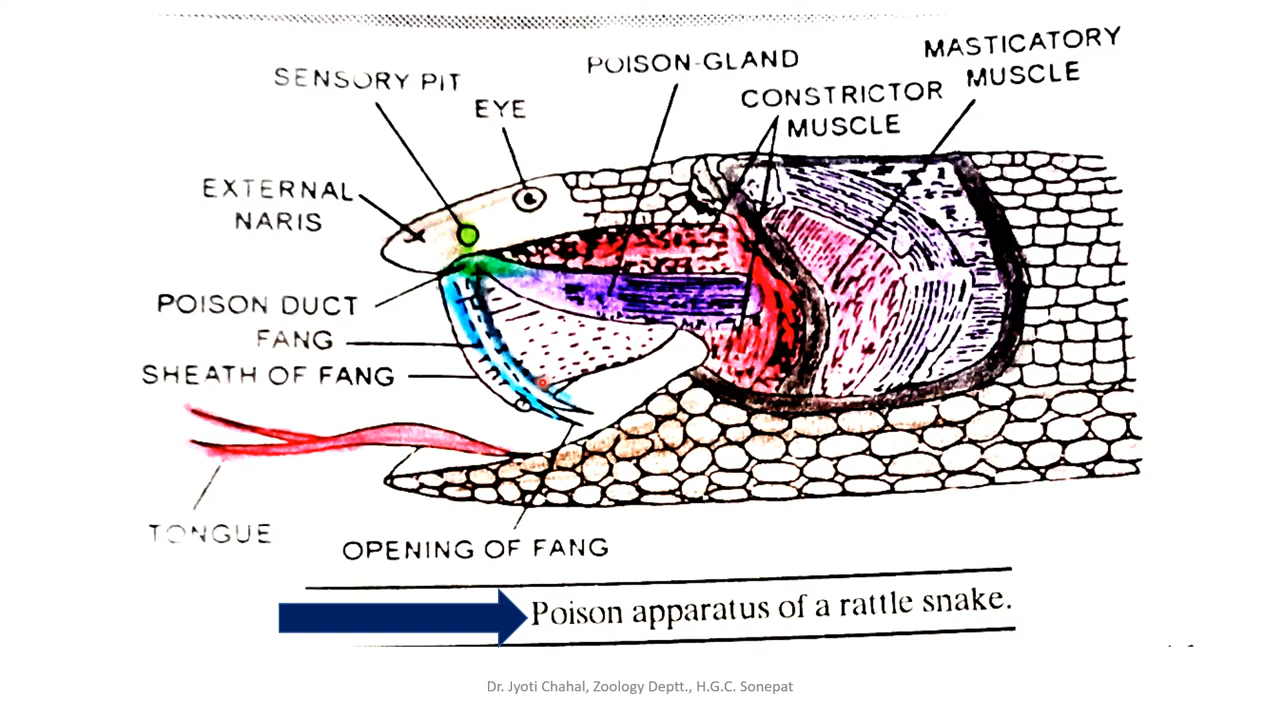 SENSORY PIT
EYE
POISON-GLAND
MASTICATORY
MUSCLE
CONSTRICTOR
MUSCLE
EXTERNAL
NARIS
POISON DUCT
FANG
SHEATH OF FANG
TONGUE
OPENING OF FANG
Poison apparatus of a rattle snake.
Dr. Jyoti Chahal, Zoology Deptt., H.G.C. Sonepat